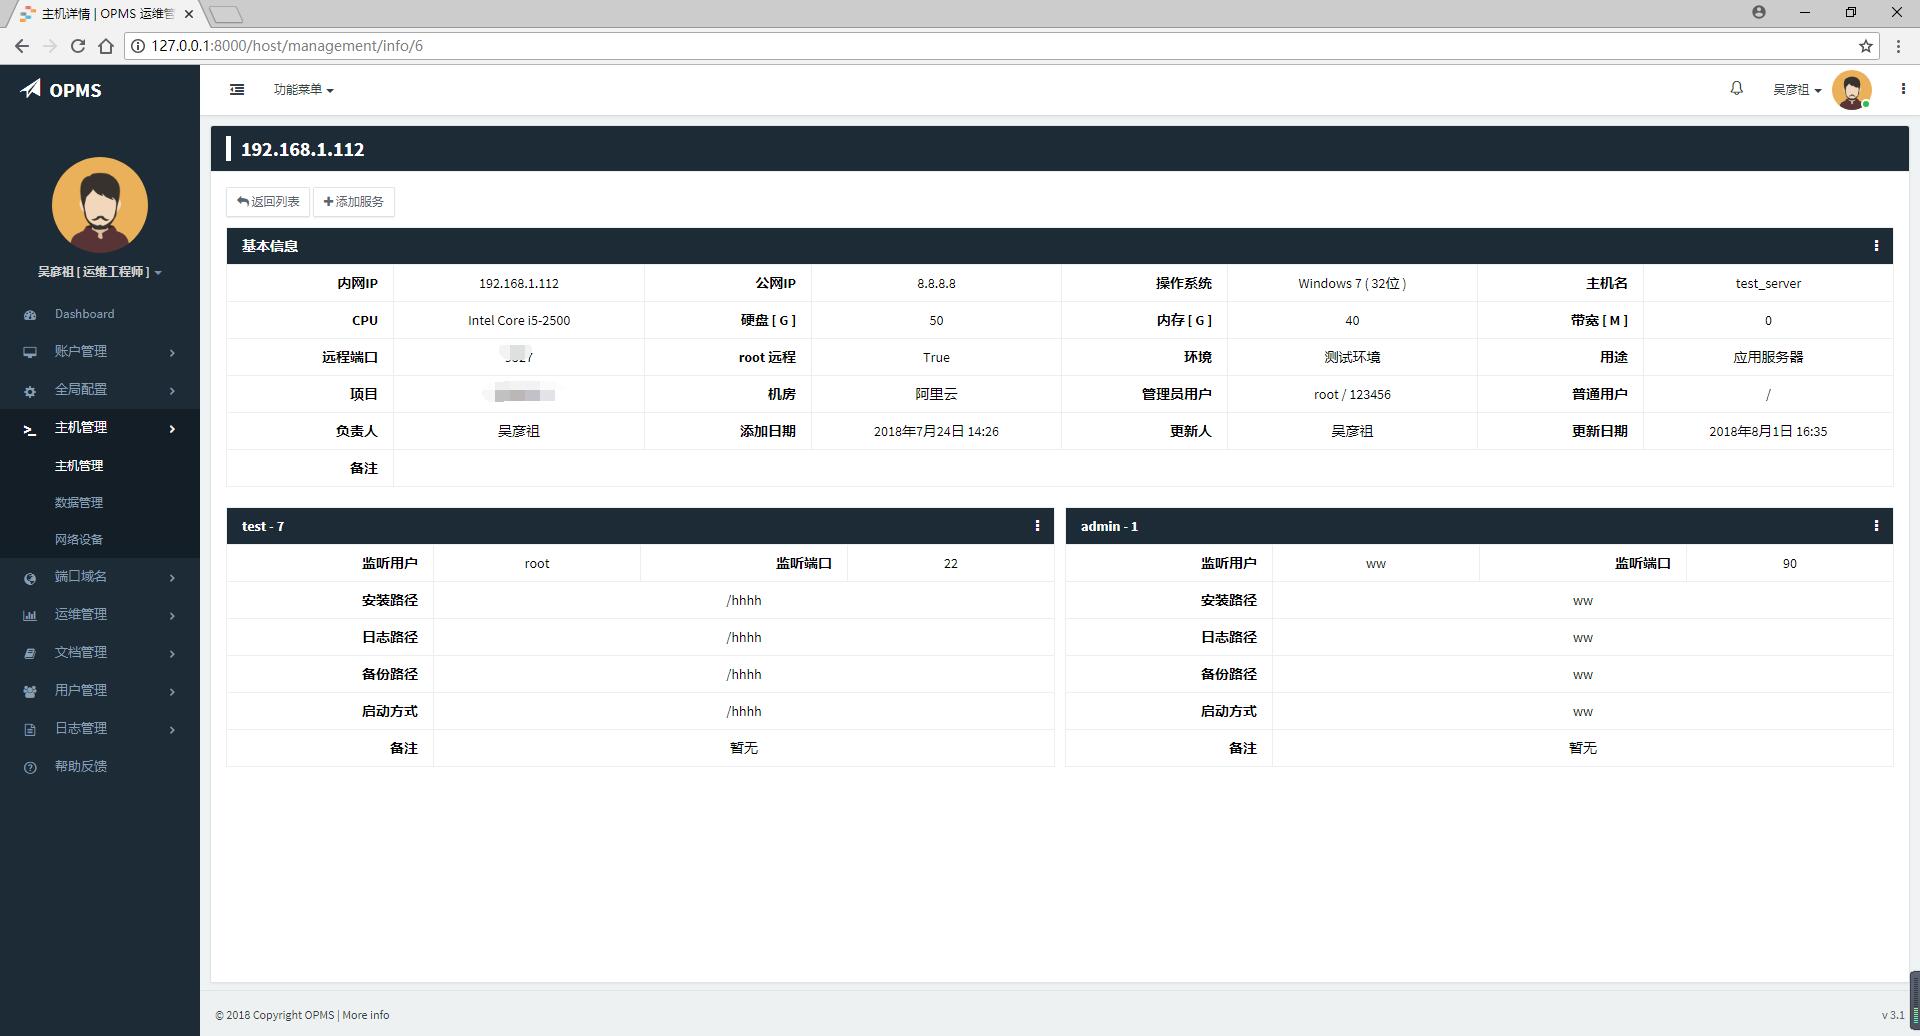 主机详情 | OPMS 运维管
127.0.0.1:8000/host/management/info/6
OPMS
功能菜单
吴彦祖
吴彦祖 [ 运维工程师 ]
Dashboard
账户管理
全局配置
主机管理
主机管理
数据管理
网络设备
端口域名
运维管理
文档管理
用户管理
日志管理
帮助反馈
192.168.1.112
返回列表 添加服务
基本信息
内网IP 192.168.1.112 公网IP 8.8.8.8 操作系统 Windows 7 ( 32位 ) 主机名 test_server
CPU Intel Core i5-2500 硬盘 [ G ] 50 内存 [ G ] 40 带宽 [ M ] 0
远程端口 root 远程 True 环境 测试环境 用途 应用服务器
项目 机房 阿里云 管理员用户 root / 123456 普通用户 /
负责人 吴彦祖 添加日期 2018年7月24日 14:26 更新人 吴彦祖 更新日期 2018年8月1日 16:35
备注
test - 7
监听用户 root 监听端口 22
安装路径 /hhhh
日志路径 /hhhh
备份路径 /hhhh
启动方式 /hhhh
备注 暂无
admin - 1
监听用户 ww 监听端口 90
安装路径 ww
日志路径 ww
备份路径 ww
启动方式 ww
备注 暂无
© 2018 Copyright OPMS | More info
v 3.1